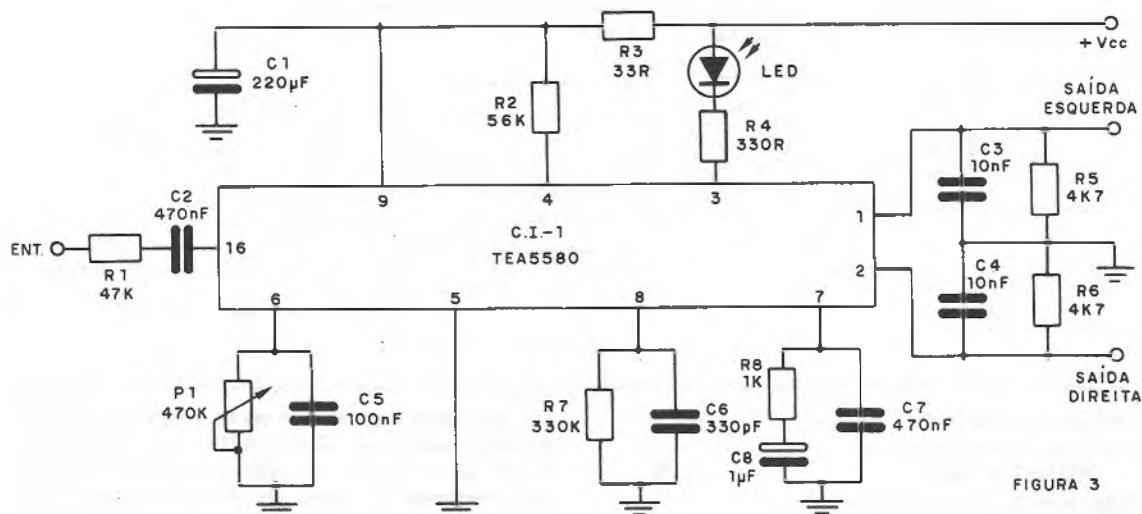 C1
220µF
R2
56K
R3
33R
LED
R4
330R
+Vcc
SAÍDA
ESQUERDA
C3
10nF
R5
4K7
C4
10nF
R6
4K7
SAÍDA
DIREITA
ENT.
R1
47K
C2
470nF
16
9
4
3
C.I.-1
TEA5580
1
2
6
5
8
7
P1
470K
C5
100nF
R7
330K
C6
330pF
R8
1K
C8
1µF
C7
470nF
FIGURA 3